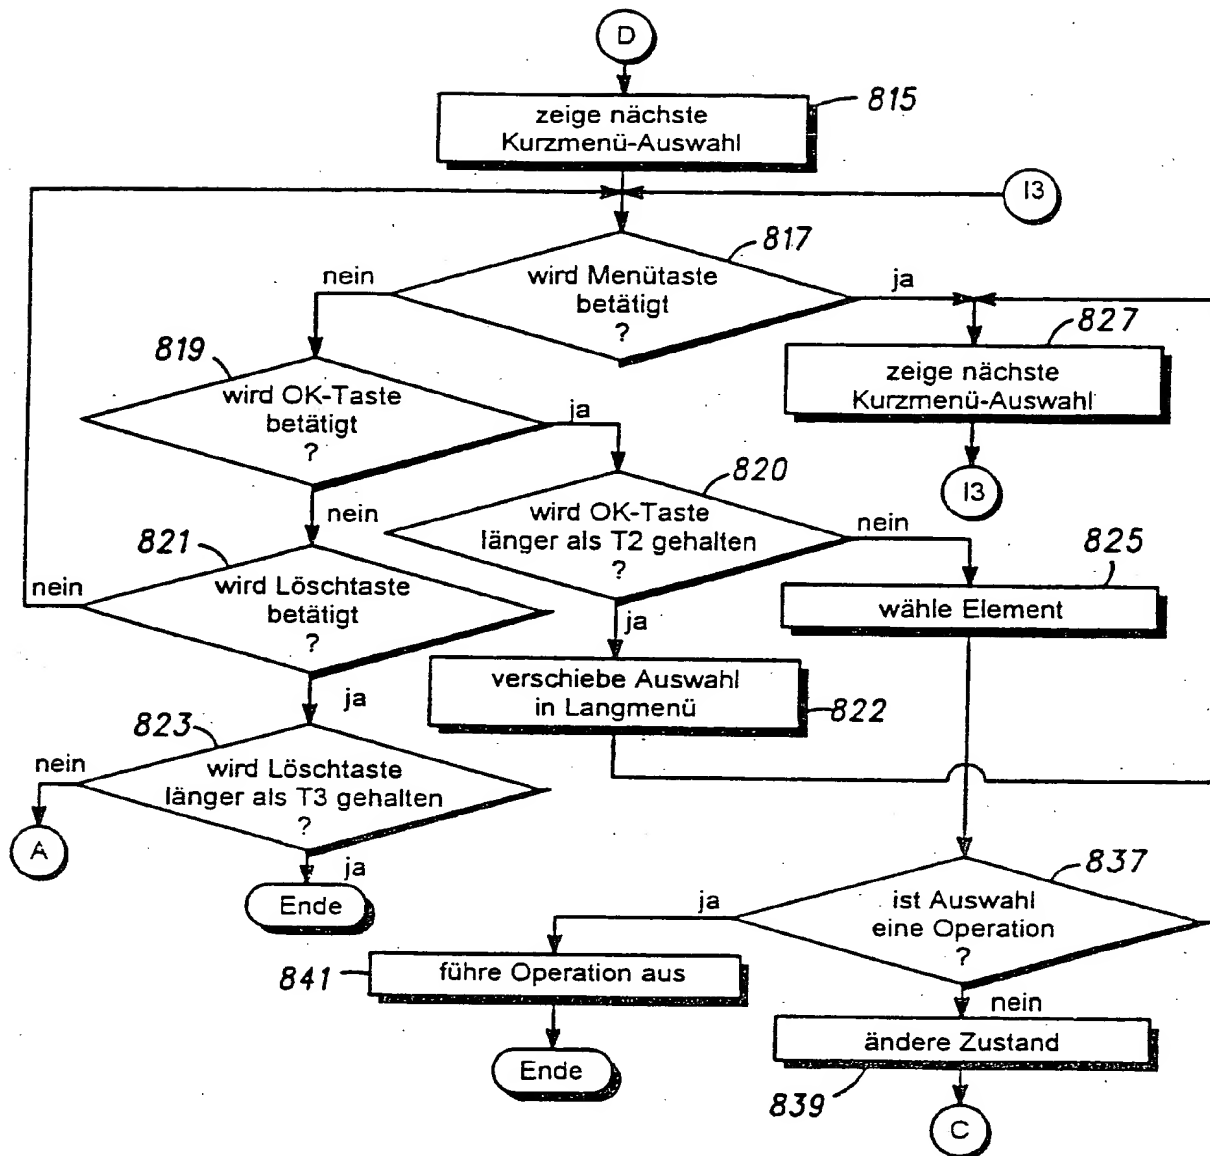 D
zeige nächste
Kurzmenü-Auswahl
815
I3
817
wird Menütaste
betätigt
?
nein
ja
819
wird OK-Taste
betätigt
?
ja
nein
827
zeige nächste
Kurzmenü-Auswahl
I3
820
wird OK-Taste
länger als T2 gehalten
?
nein
ja
821
wird Löschtaste
betätigt
?
nein
ja
825
wähle Element
verschiebe Auswahl
in Langmenü
822
823
wird Löschtaste
länger als T3 gehalten
?
nein
ja
A
Ende
837
ist Auswahl
eine Operation
?
ja
nein
führe Operation aus
841
Ende
ändere Zustand
839
C